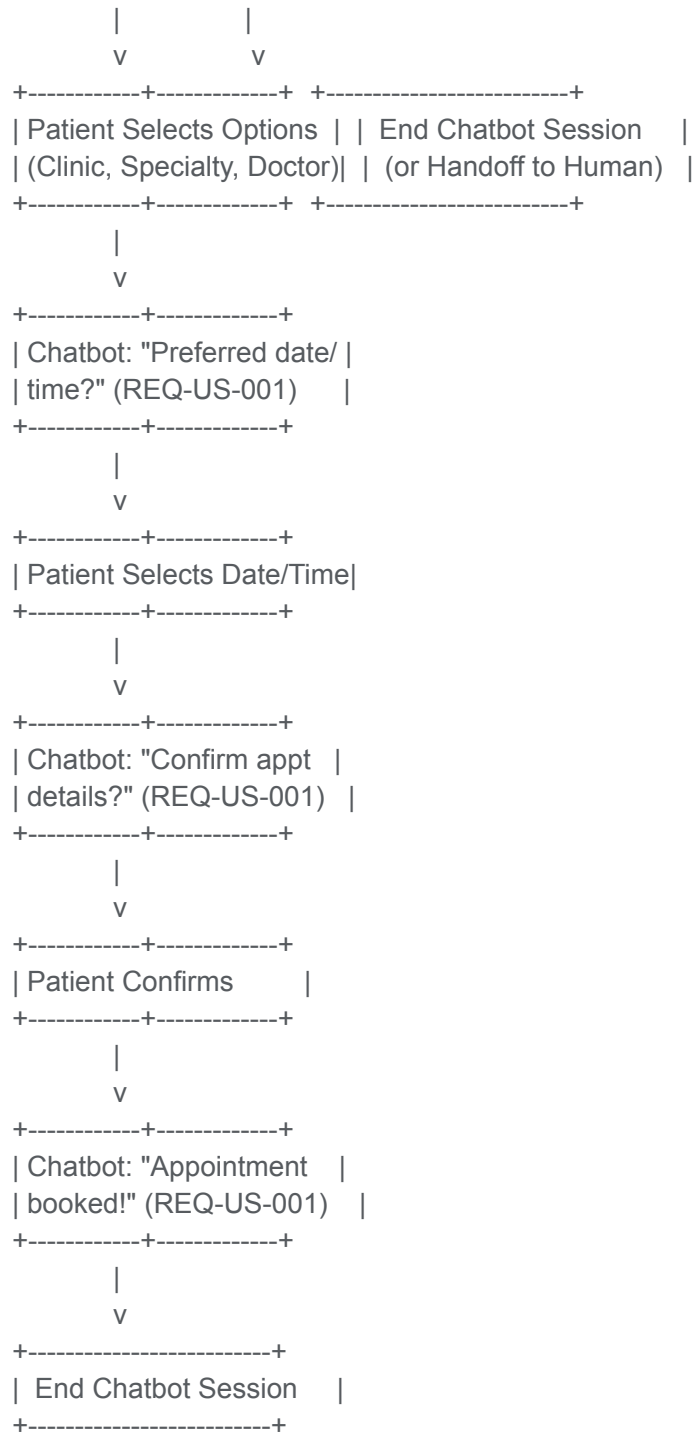 | |
v v
+------------+-------------+ +--------------------------+
| Patient Selects Options | | End Chatbot Session |
| (Clinic, Specialty, Doctor)| | (or Handoff to Human) |
+------------+-------------+ +--------------------------+
|
v
+------------+-------------+
| Chatbot: "Preferred date/ |
| time?" (REQ-US-001) |
+------------+-------------+
|
v
+------------+-------------+
| Patient Selects Date/Time|
+------------+-------------+
|
v
+------------+-------------+
| Chatbot: "Confirm appt |
| details?" (REQ-US-001) |
+------------+-------------+
|
v
+------------+-------------+
| Patient Confirms |
+------------+-------------+
|
v
+------------+-------------+
| Chatbot: "Appointment |
| booked!" (REQ-US-001) |
+------------+-------------+
|
v
+--------------------------+
| End Chatbot Session |
+--------------------------+